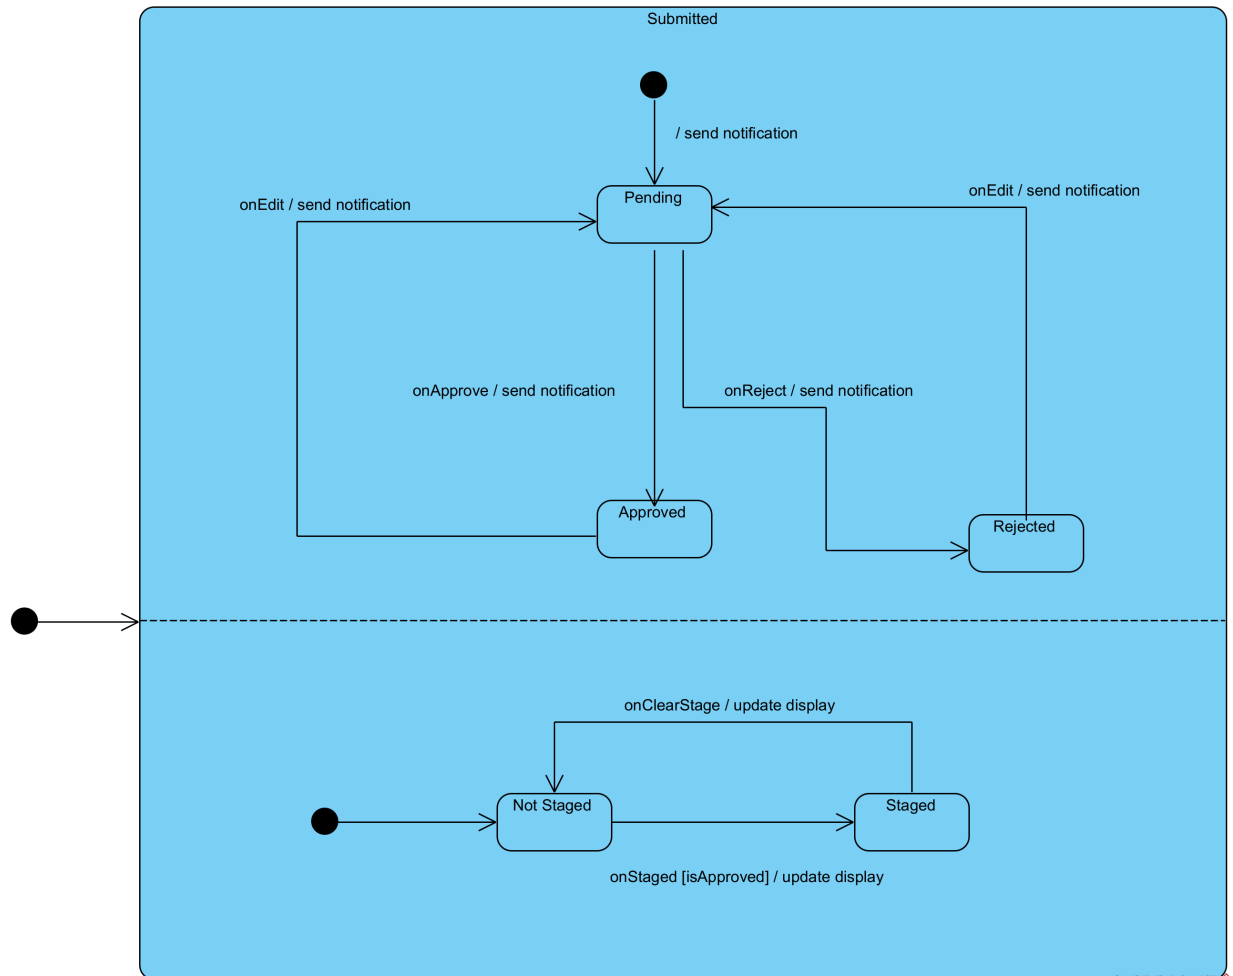 Submitted
/ send notification
Pending
onEdit / send notification
onEdit / send notification
onApprove / send notification
onReject / send notification
Approved
Rejected
onClearStage / update display
Not Staged
Staged
onStaged [isApproved] / update display